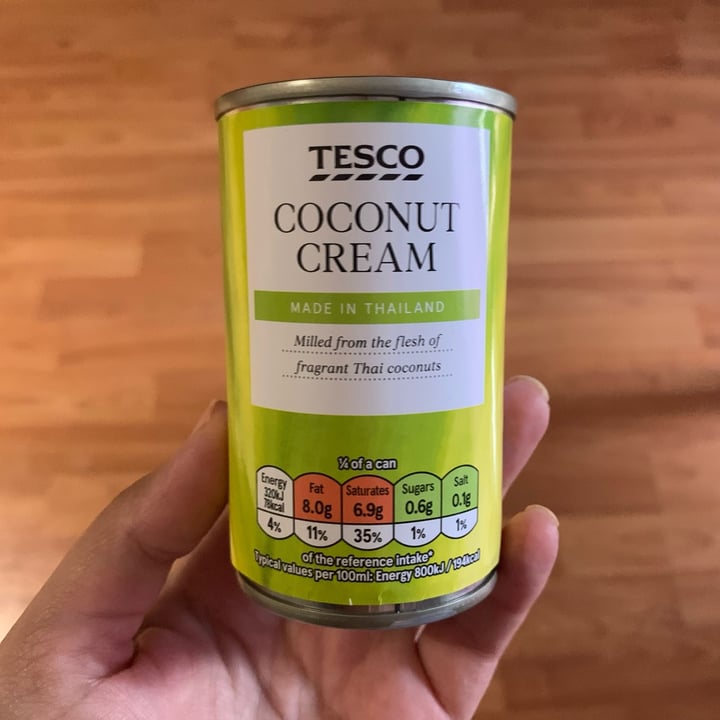 TESCO
COCONUT
CREAM
MADE IN THAILAND
Milled from the flesh of
fragrant Thai coconuts
¼ of a can
Energy Fat Saturates Sugars Salt
320kJ 8.0g 6.9g 0.6g 0.1g
78kcal
4% 11% 35% 1% 1%
of the reference intake*
Typical values per 100ml: Energy 800kJ / 194kcal